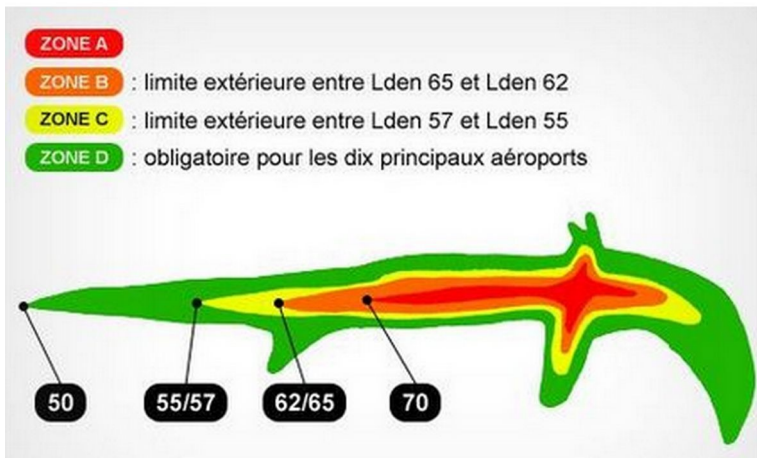 ZONE A
ZONE B : limite extérieure entre Lden 65 et Lden 62
ZONE C : limite extérieure entre Lden 57 et Lden 55
ZONE D : obligatoire pour les dix principaux aéroports
50 55/57 62/65 70